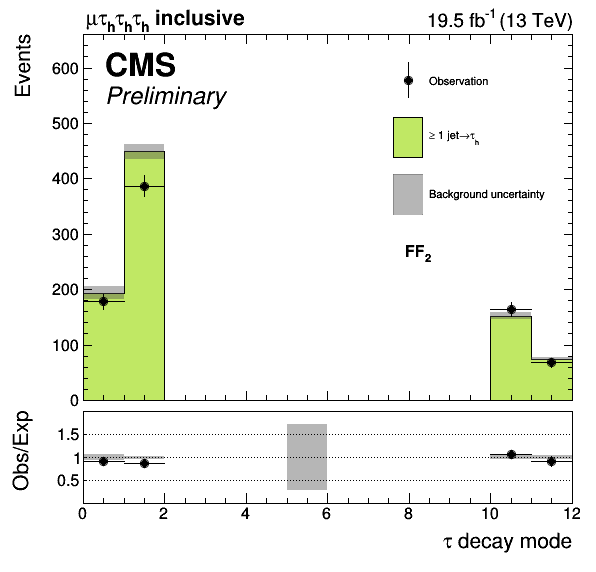 μτₕτₕτₕ inclusive 19.5 fb⁻¹ (13 TeV)
Events
CMS
Preliminary
Observation
≥ 1 jet→τₕ
Background uncertainty
FF₂
600
500
400
300
200
100
0
Obs/Exp
1.5
1
0.5
0 2 4 6 8 10 12
τ decay mode